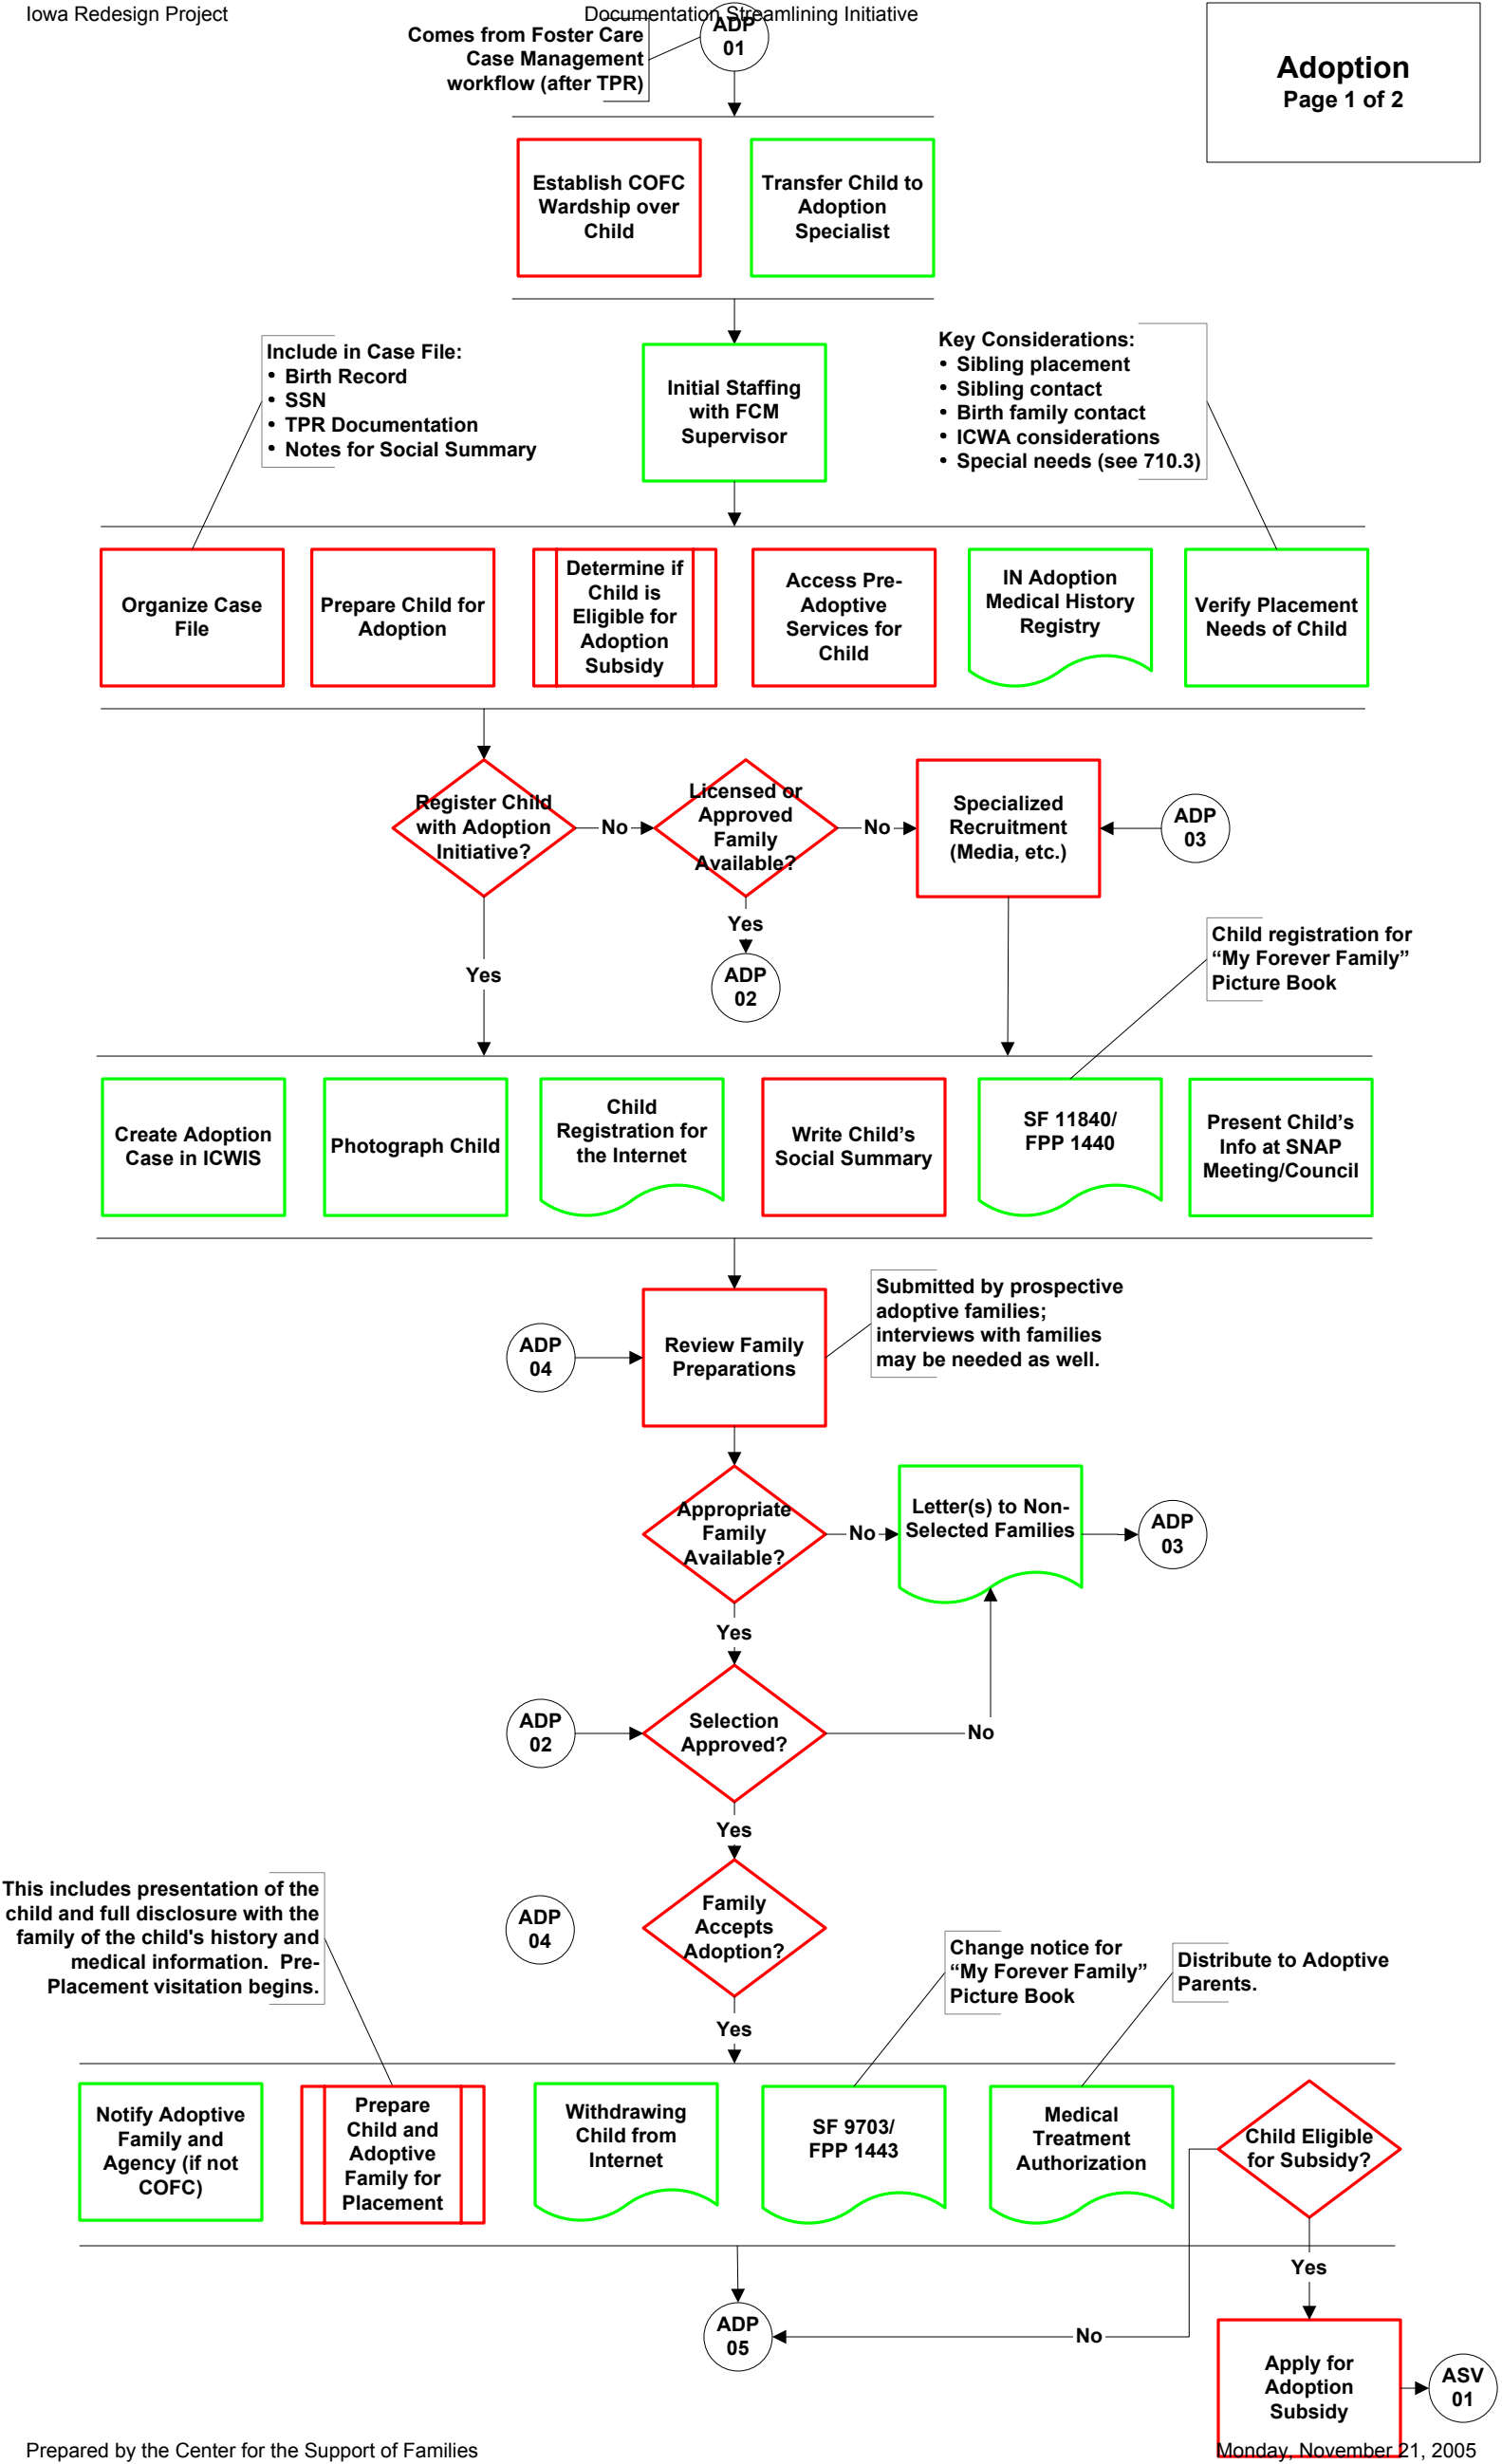 Iowa Redesign Project
Documentation Streamlining Initiative
Comes from Foster Care
Case Management
workflow (after TPR)
ADP
01
Adoption
Page 1 of 2
Establish COFC
Wardship over
Child
Transfer Child to
Adoption
Specialist
Include in Case File:
• Birth Record
• SSN
• TPR Documentation
• Notes for Social Summary
Initial Staffing
with FCM
Supervisor
Key Considerations:
• Sibling placement
• Sibling contact
• Birth family contact
• ICWA considerations
• Special needs (see 710.3)
Organize Case
File
Prepare Child for
Adoption
Determine if
Child is
Eligible for
Adoption
Subsidy
Access Pre-
Adoptive
Services for
Child
IN Adoption
Medical History
Registry
Verify Placement
Needs of Child
Register Child
with Adoption
Initiative?
No
Licensed or
Approved
Family
Available?
No
Specialized
Recruitment
(Media, etc.)
ADP
03
Yes
Yes
ADP
02
Child registration for
“My Forever Family”
Picture Book
Create Adoption
Case in ICWIS
Photograph Child
Child
Registration for
the Internet
Write Child’s
Social Summary
SF 11840/
FPP 1440
Present Child’s
Info at SNAP
Meeting/Council
ADP
04
Review Family
Preparations
Submitted by prospective
adoptive families;
interviews with families
may be needed as well.
Appropriate
Family
Available?
No
Letter(s) to Non-
Selected Families
ADP
03
Yes
ADP
02
Selection
Approved?
No
Yes
This includes presentation of the
child and full disclosure with the
family of the child's history and
medical information. Pre-
Placement visitation begins.
ADP
04
Family
Accepts
Adoption?
Change notice for
“My Forever Family”
Picture Book
Distribute to Adoptive
Parents.
Yes
Notify Adoptive
Family and
Agency (if not
COFC)
Prepare
Child and
Adoptive
Family for
Placement
Withdrawing
Child from
Internet
SF 9703/
FPP 1443
Medical
Treatment
Authorization
Child Eligible
for Subsidy?
Yes
ADP
05
No
Apply for
Adoption
Subsidy
ASV
01
Prepared by the Center for the Support of Families
Monday, November 21, 2005